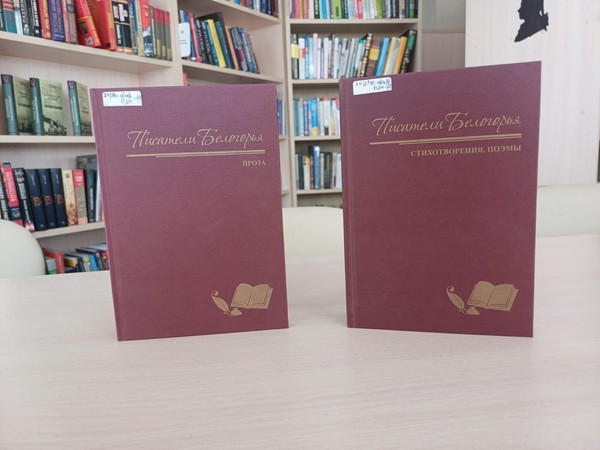 Писатели Белогорья
ПРОЗА
Писатели Белогорья
СТИХОТВОРЕНИЯ. ПОЭМЫ